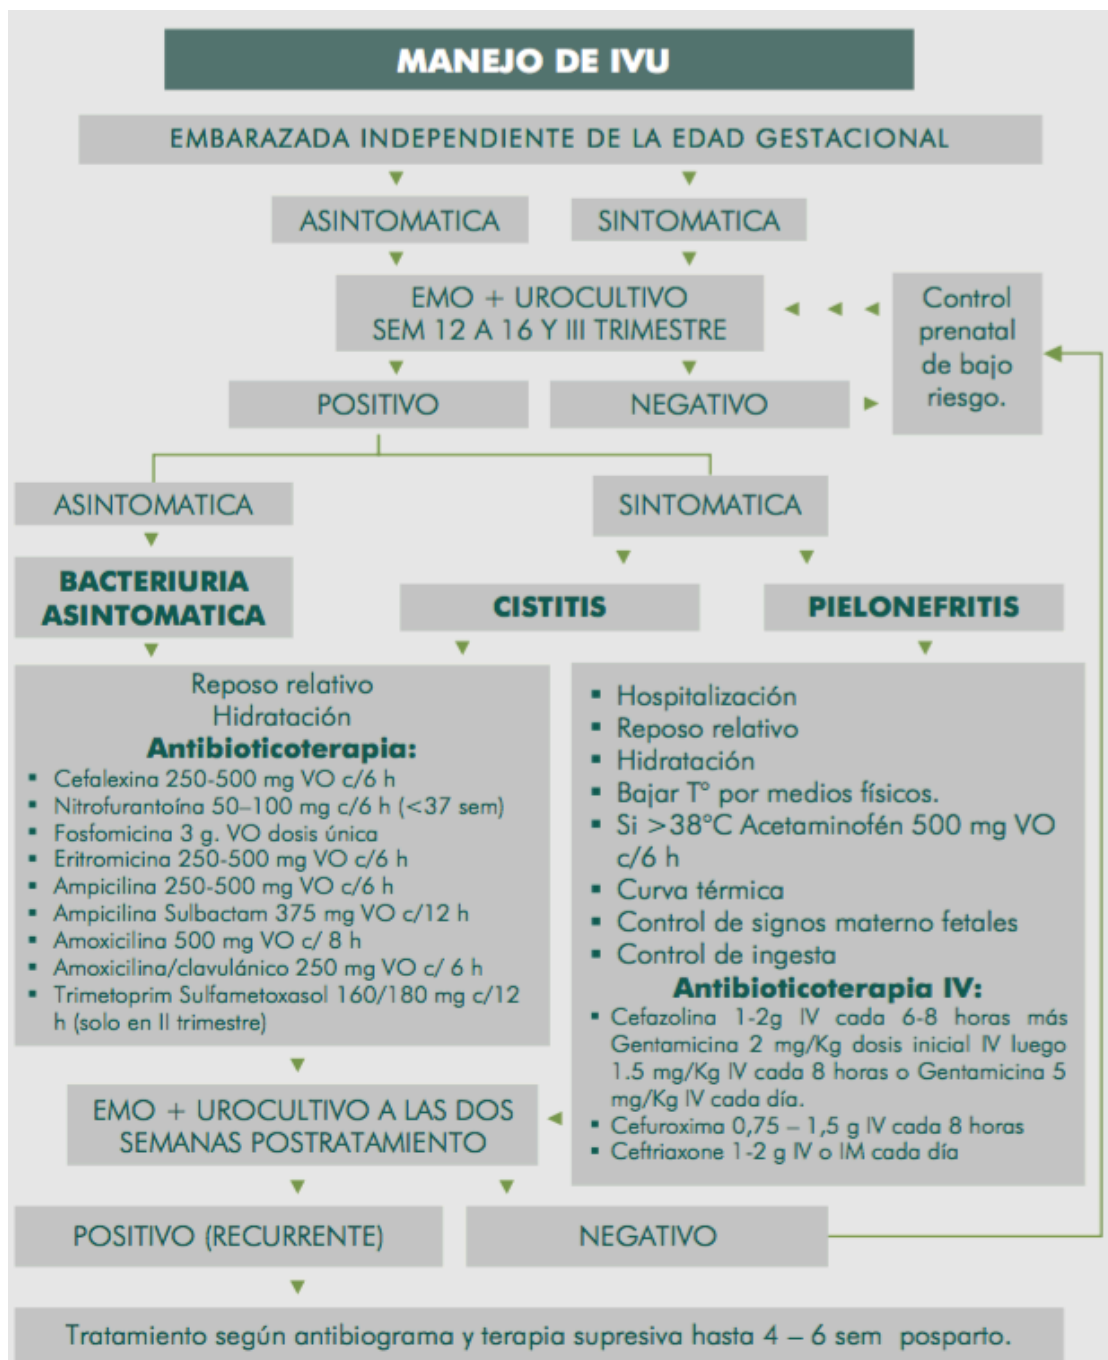 MANEJO DE IVU
EMBARAZADA INDEPENDIENTE DE LA EDAD GESTACIONAL
ASINTOMATICA
SINTOMATICA
EMO + UROCULTIVO
SEM 12 A 16 Y III TRIMESTRE
Control
prenatal
de bajo
riesgo.
POSITIVO
NEGATIVO
ASINTOMATICA
SINTOMATICA
BACTERIURIA
ASINTOMATICA
CISTITIS
PIELONEFRITIS
Reposo relativo
Hidratación
Antibioticoterapia:
▪ Cefalexina 250-500 mg VO c/6 h
▪ Nitrofurantoína 50–100 mg c/6 h (<37 sem)
▪ Fosfomicina 3 g. VO dosis única
▪ Eritromicina 250-500 mg VO c/6 h
▪ Ampicilina 250-500 mg VO c/6 h
▪ Ampicilina Sulbactam 375 mg VO c/12 h
▪ Amoxicilina 500 mg VO c/ 8 h
▪ Amoxicilina/clavulánico 250 mg VO c/ 6 h
▪ Trimetoprim Sulfametoxasol 160/180 mg c/12
h (solo en II trimestre)
▪ Hospitalización
▪ Reposo relativo
▪ Hidratación
▪ Bajar T° por medios físicos.
▪ Si >38°C Acetaminofén 500 mg VO
c/6 h
▪ Curva térmica
▪ Control de signos materno fetales
▪ Control de ingesta
Antibioticoterapia IV:
▪ Cefazolina 1-2g IV cada 6-8 horas más
Gentamicina 2 mg/Kg dosis inicial IV luego
1.5 mg/Kg IV cada 8 horas o Gentamicina 5
mg/Kg IV cada día.
▪ Cefuroxima 0,75 – 1,5 g IV cada 8 horas
▪ Ceftriaxone 1-2 g IV o IM cada día
EMO + UROCULTIVO A LAS DOS
SEMANAS POSTRATAMIENTO
POSITIVO (RECURRENTE)
NEGATIVO
Tratamiento según antibiograma y terapia supresiva hasta 4 – 6 sem posparto.